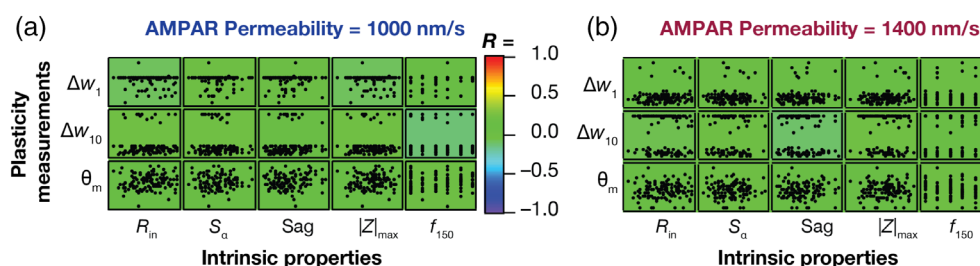 (a) AMPAR Permeability = 1000 nm/s R = (b) AMPAR Permeability = 1400 nm/s
Plasticity measurements
Δw1
Δw10
θm
1.0
0.5
0.0
−0.5
−1.0
Δw1
Δw10
θm
Rin Sα Sag |Z|max f150
Intrinsic properties
Rin Sα Sag |Z|max f150
Intrinsic properties